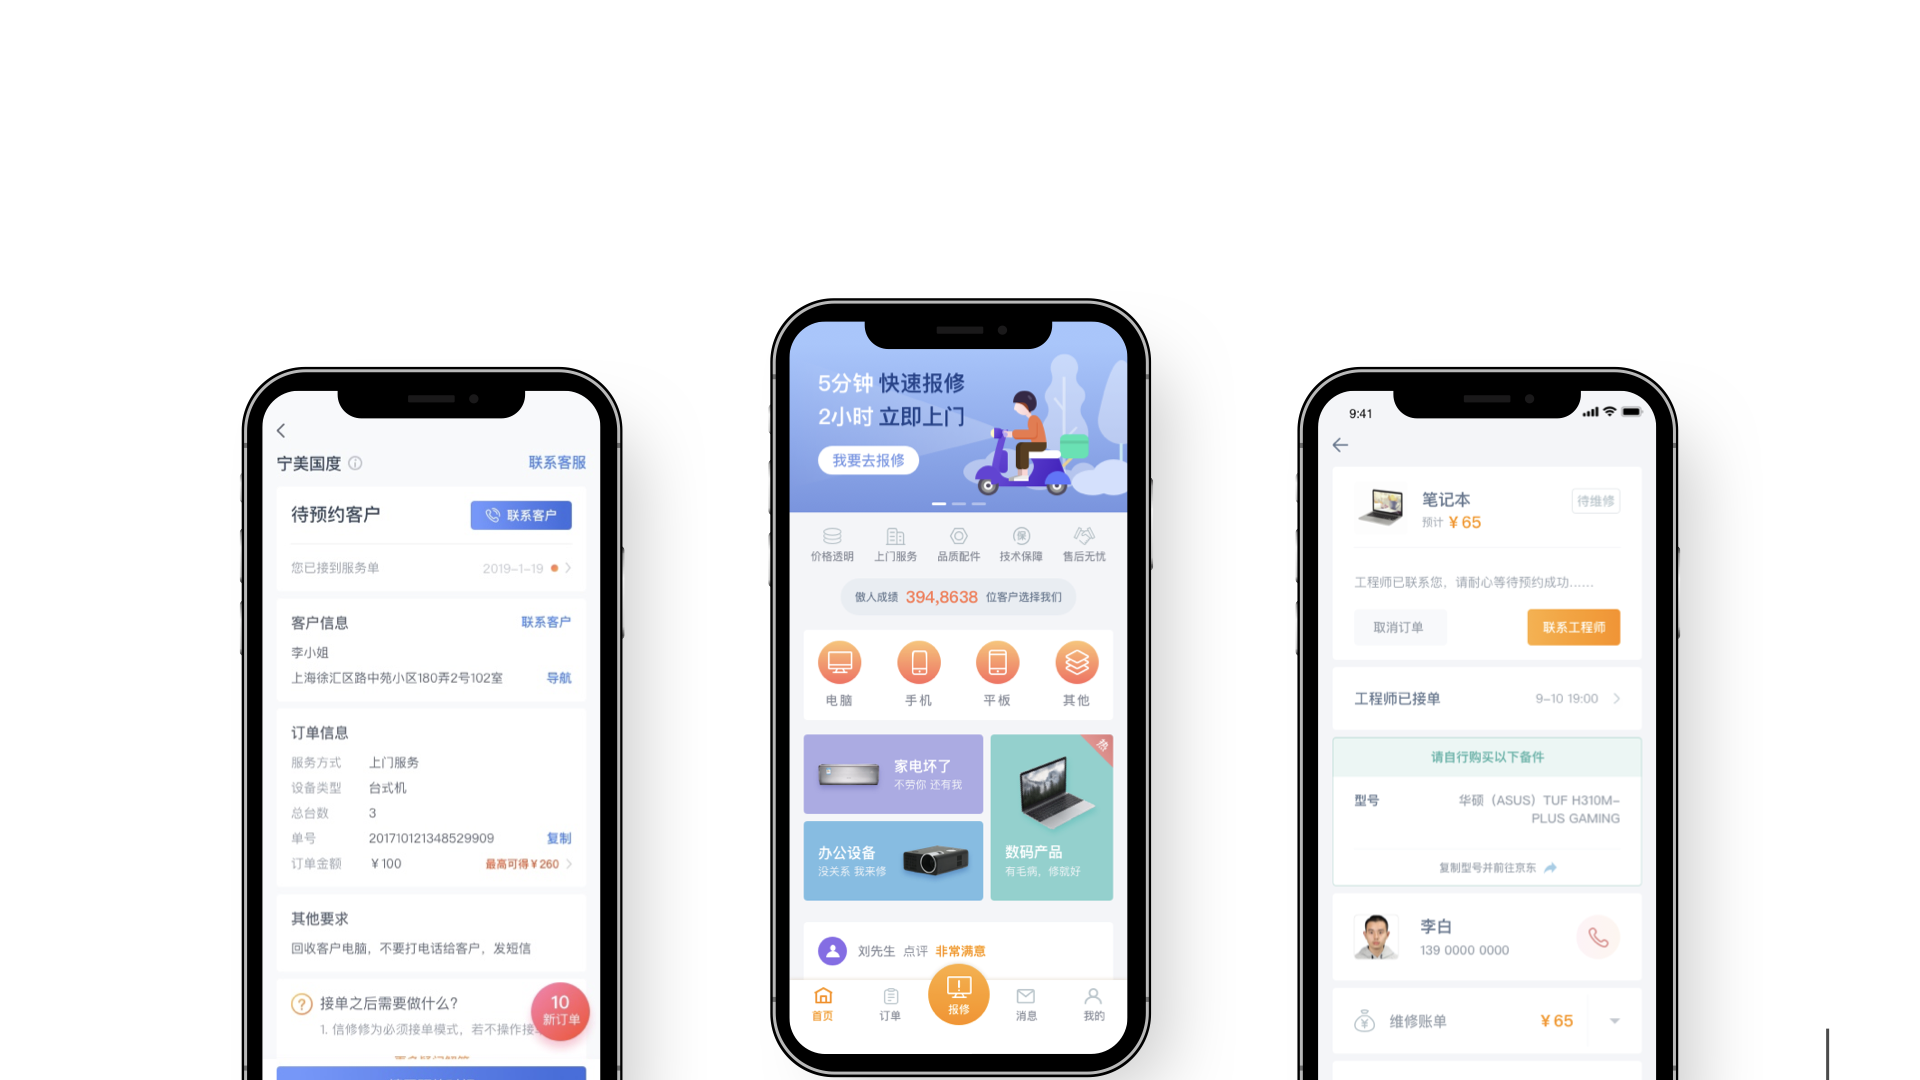 宁美国度
联系客服
待预约客户
联系客户
您已接到服务单
2019-1-19
客户信息
联系客户
李小姐
上海徐汇区路中苑小区180弄2号102室
导航
订单信息
服务方式 上门服务
设备类型 台式机
总台数 3
单号 201710121348529909 复制
订单金额 ¥100 最高可得¥260
其他要求
回收客户电脑，不要打电话给客户，发短信
接单之后需要做什么?
1. 信修修为必须接单模式，若不操作接
10
新订单
5分钟 快速报修
2小时 立即上门
我要去报修
价格透明 上门服务 品质配件 技术保障 售后无忧
保
傲人成绩 394,8638 位客户选择我们
电脑 手机 平板 其他
家电坏了
不劳你 还有我
热
办公设备
没关系 我来修
数码产品
有毛病，修就好
刘先生 点评 非常满意
首页 订单 报修 消息 我的
9:41
笔记本
预计 ¥65
待维修
工程师已联系您，请耐心等待预约成功......
取消订单
联系工程师
工程师已接单
9-10 19:00
请自行购买以下备件
型号 华硕（ASUS）TUF H310M-
PLUS GAMING
复制型号并前往京东
李白
139 0000 0000
维修账单
¥65